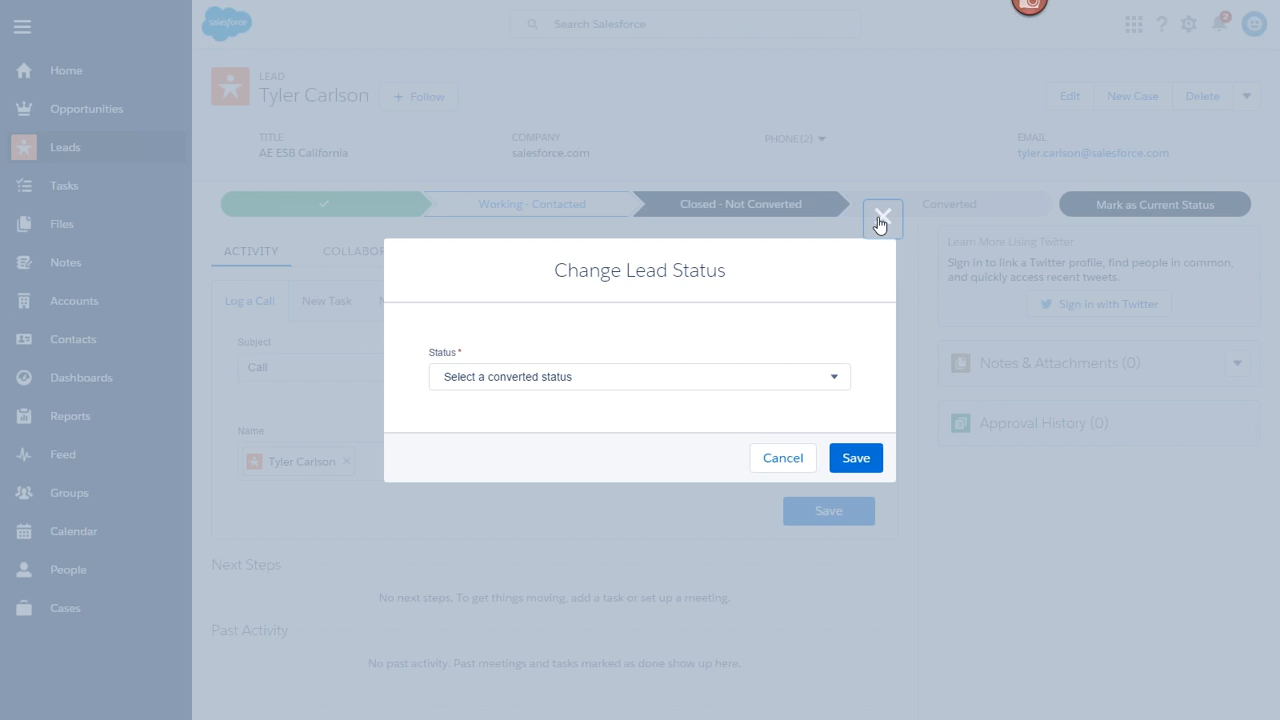 salesforce
Search Salesforce
2
Home
Opportunities
Leads
Tasks
Files
Notes
Accounts
Contacts
Dashboards
Reports
Feed
Groups
Calendar
People
Cases
LEAD
Tyler Carlson
+ Follow
Edit
New Case
Delete
TITLE
AE ESB California
COMPANY
salesforce.com
PHONE(2)
EMAIL
tyler.carlson@salesforce.com
Working - Contacted
Closed - Not Converted
Converted
Mark as Current Status
ACTIVITY
COLLABOR
Log a Call
New Task
Subject
Call
Name
Tyler Carlson
Save
Change Lead Status
Status *
Select a converted status
Cancel
Save
Learn More Using Twitter
Sign in to link a Twitter profile, find people in common,
and quickly access recent tweets.
Sign in with Twitter
Notes & Attachments (0)
Approval History (0)
Next Steps
No next steps. To get things moving, add a task or set up a meeting.
Past Activity
No past activity. Past meetings and tasks marked as done show up here.